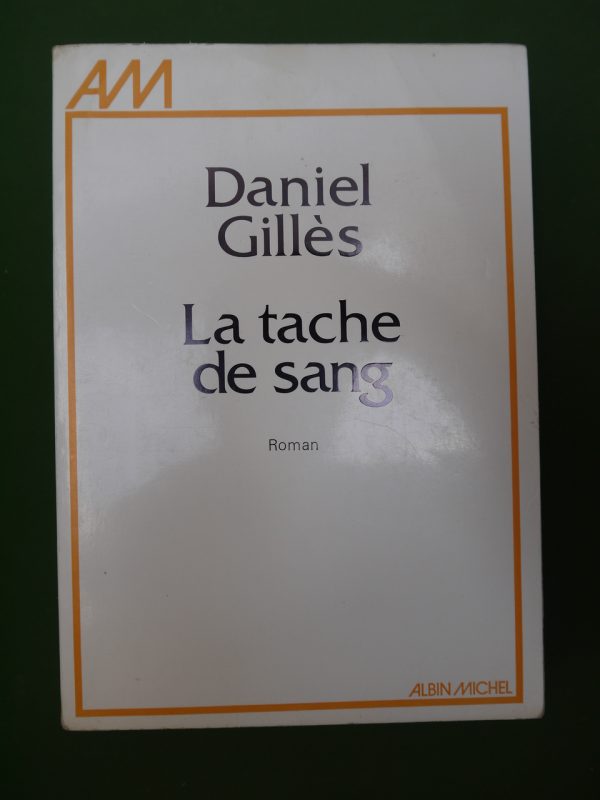 AM
Daniel
Gillès
La tache
de sang
Roman
ALBIN MICHEL